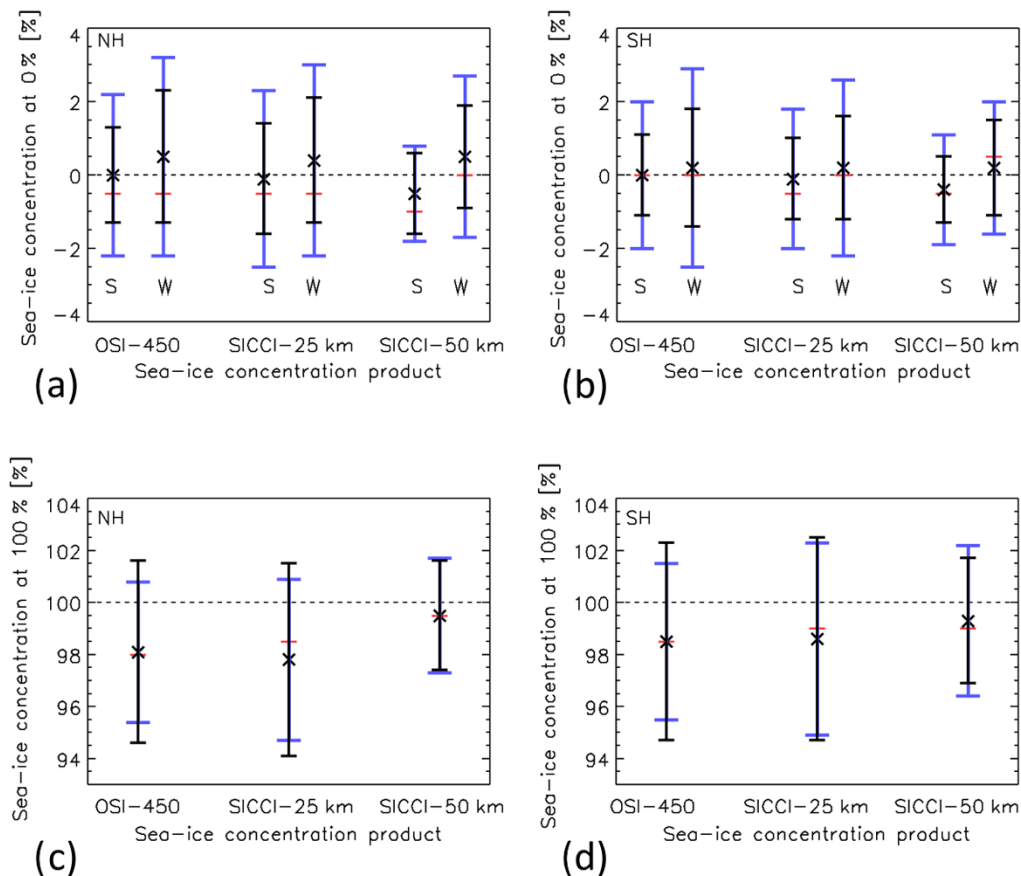 Sea-ice concentration at 0% [%]
4
2
0
-2
-4
NH
S W S W S W
OSI-450 SICCI-25 km SICCI-50 km
Sea-ice concentration product
(a)
Sea-ice concentration at 0% [%]
4
2
0
-2
-4
SH
S W S W S W
OSI-450 SICCI-25 km SICCI-50 km
Sea-ice concentration product
(b)
Sea-ice concentration at 100% [%]
104
102
100
98
96
94
NH
OSI-450 SICCI-25 km SICCI-50 km
Sea-ice concentration product
(c)
Sea-ice concentration at 100% [%]
104
102
100
98
96
94
SH
OSI-450 SICCI-25 km SICCI-50 km
Sea-ice concentration product
(d)